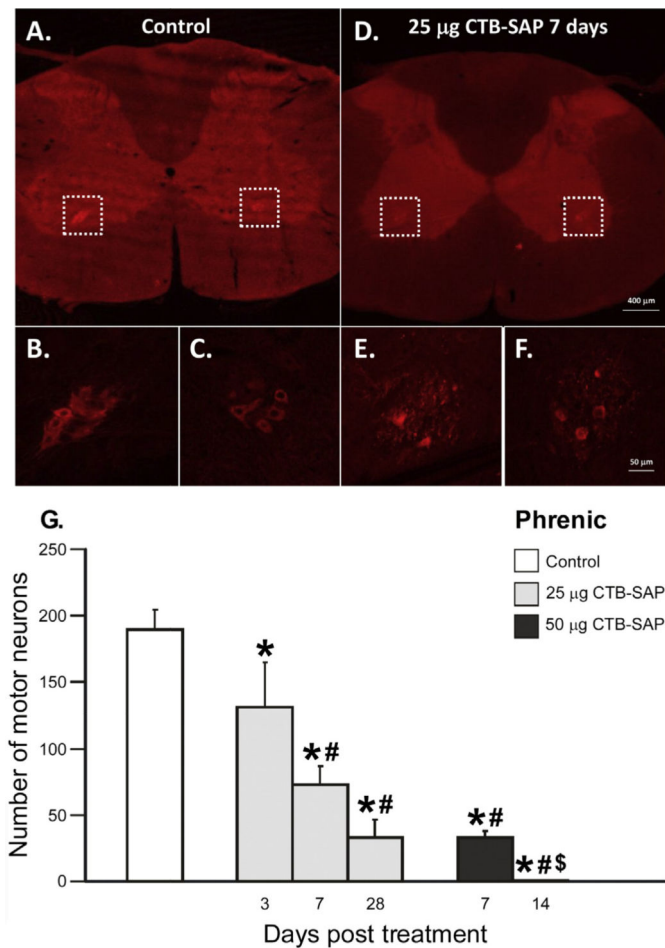 A. Control
D. 25 μg CTB-SAP 7 days
400 μm
B.
C.
E.
F.
50 μm
G.
Phrenic
Control
25 μg CTB-SAP
50 μg CTB-SAP
Number of motor neurons
250
200
150
100
50
0
*
*#
*#
*#
*#$
3 7 28 7 14
Days post treatment